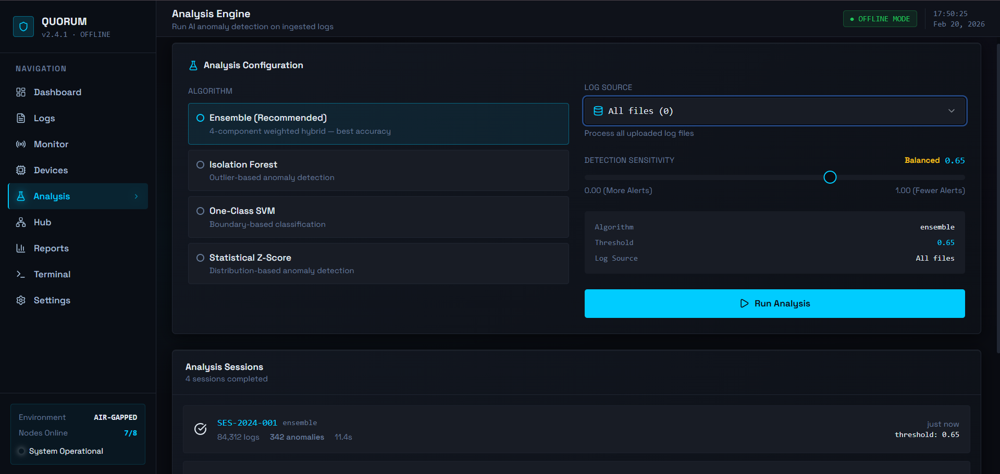 QUORUM
v2.4.1 · OFFLINE
NAVIGATION
Dashboard
Logs
Monitor
Devices
Analysis
Hub
Reports
Terminal
Settings
Environment AIR-GAPPED
Nodes Online 7/8
System Operational
Analysis Engine
Run AI anomaly detection on ingested logs
OFFLINE MODE
17:50:25
Feb 20, 2026
Analysis Configuration
ALGORITHM
Ensemble (Recommended)
4-component weighted hybrid — best accuracy
Isolation Forest
Outlier-based anomaly detection
One-Class SVM
Boundary-based classification
Statistical Z-Score
Distribution-based anomaly detection
LOG SOURCE
All files (0)
Process all uploaded log files
DETECTION SENSITIVITY Balanced 0.65
0.00 (More Alerts) 1.00 (Fewer Alerts)
Algorithm ensemble
Threshold 0.65
Log Source All files
Run Analysis
Analysis Sessions
4 sessions completed
SES-2024-001 ensemble
84,312 logs 342 anomalies 11.4s
just now
threshold: 0.65